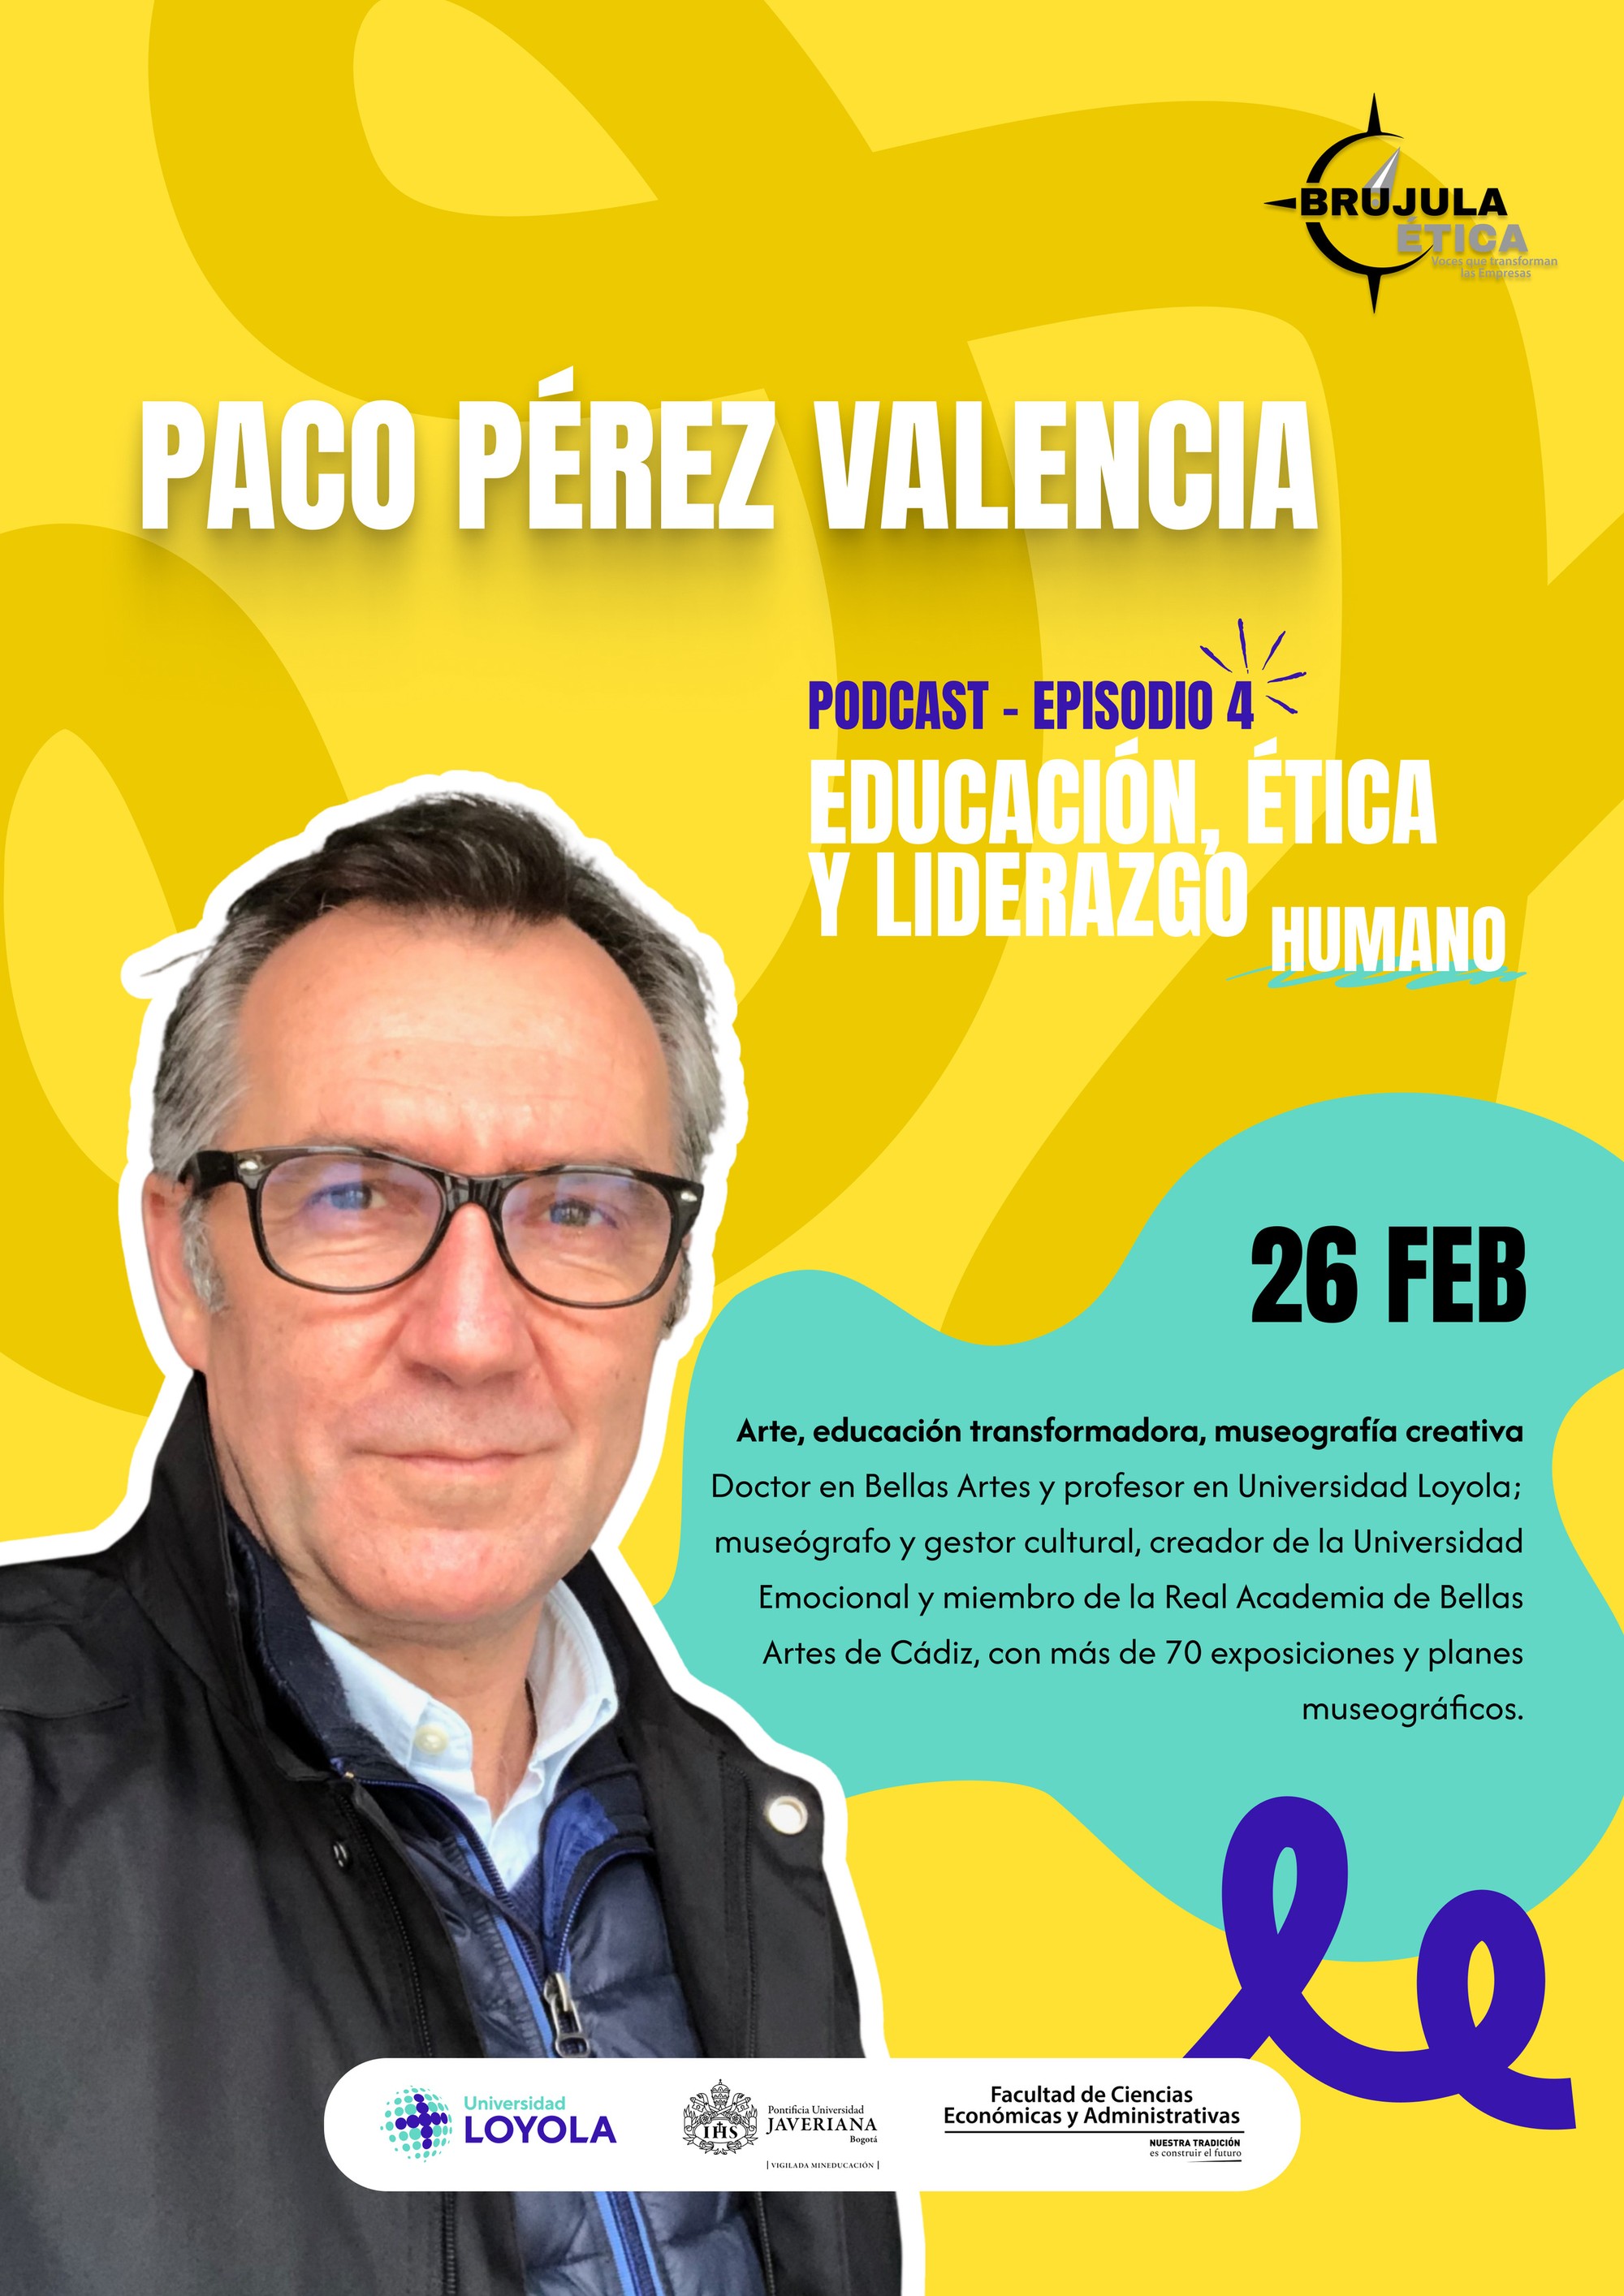 BRÚJULA
ÉTICA
Voces que transforman
las Empresas
PACO PÉREZ VALENCIA
PODCAST - EPISODIO 4
EDUCACIÓN, ÉTICA
Y LIDERAZGO
HUMANO
26 FEB
Arte, educación transformadora, museografía creativa
Doctor en Bellas Artes y profesor en Universidad Loyola;
museógrafo y gestor cultural, creador de la Universidad
Emocional y miembro de la Real Academia de Bellas
Artes de Cádiz, con más de 70 exposiciones y planes
museográficos.
Universidad
LOYOLA
IHS
Pontificia Universidad
JAVERIANA
Bogotá
| VIGILADA MINEDUCACIÓN |
Facultad de Ciencias
Económicas y Administrativas
NUESTRA TRADICIÓN
es construir el futuro